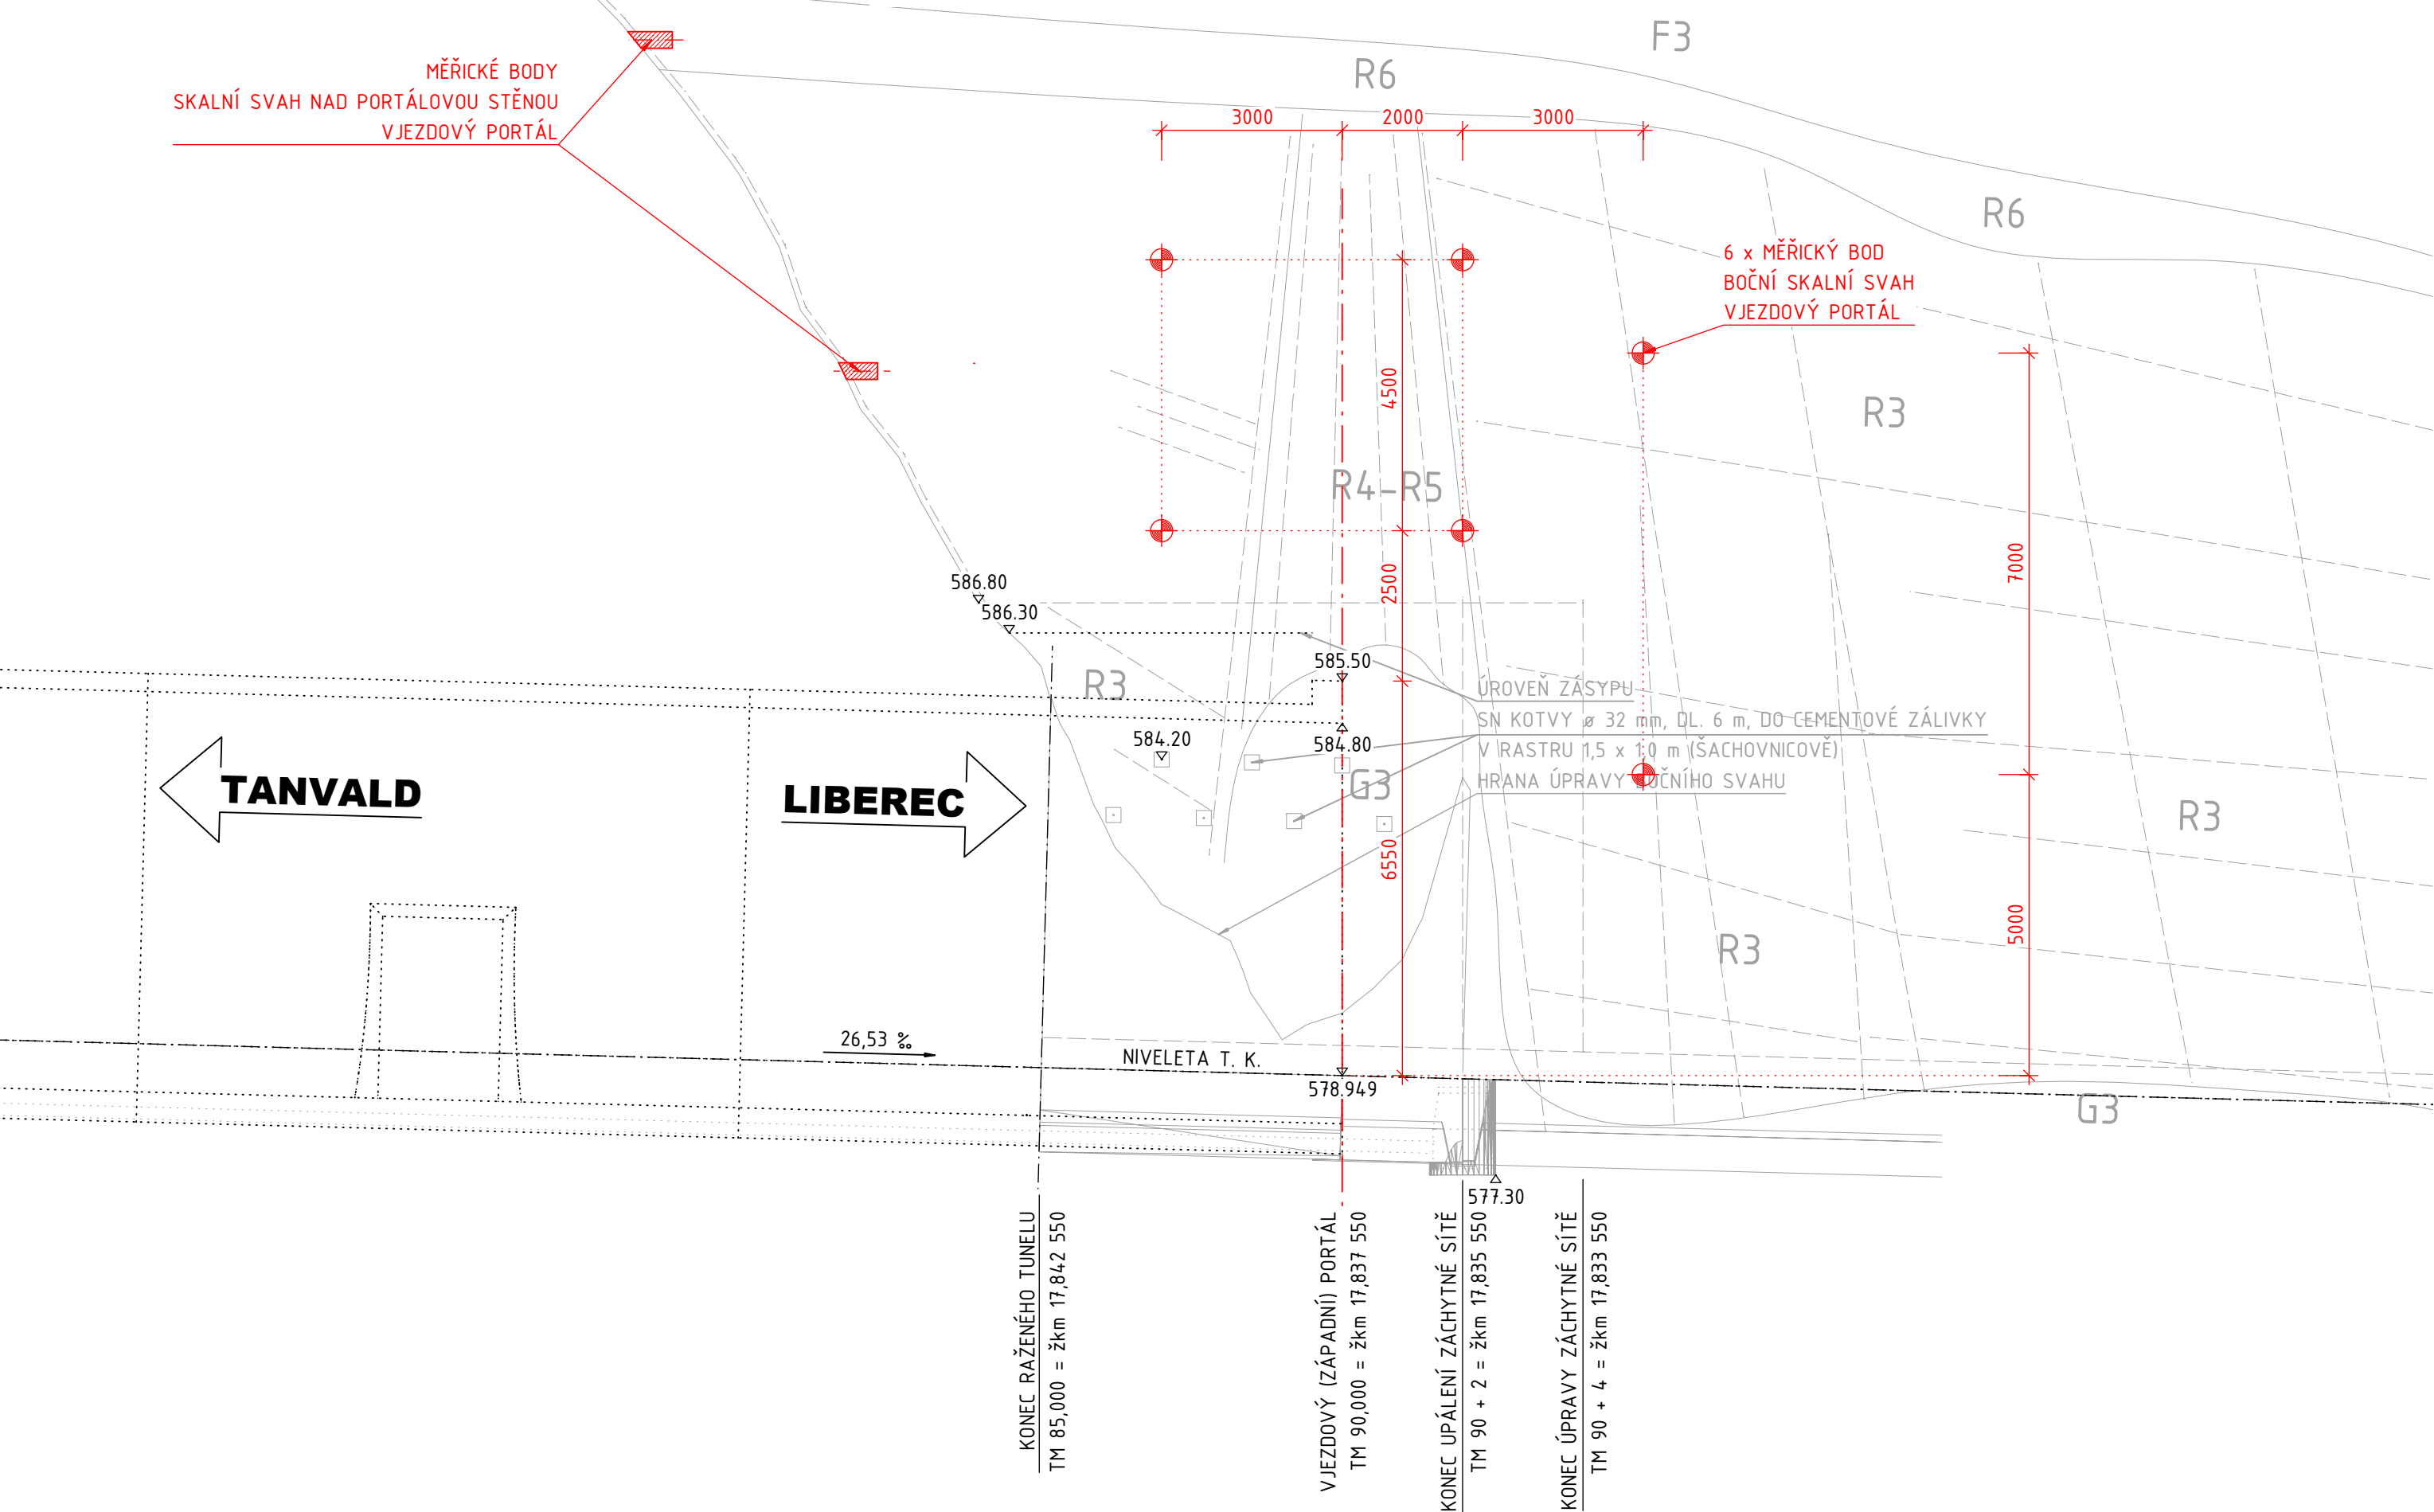 F3
R6
MĚŘICKÉ BODY
SKALNÍ SVAH NAD PORTÁLOVOU STĚNOU
VJEZDOVÝ PORTÁL
3000
2000
3000
R6
6 x MĚŘICKÝ BOD
BOČNÍ SKALNÍ SVAH
VJEZDOVÝ PORTÁL
4500
R3
R4-R5
2500
7000
586.80
586.30
585.50
R3
ÚROVEŇ ZÁSYPU
SN KOTVY ø 32 mm, DL. 6 m, DO CEMENTOVÉ ZÁLIVKY
V RASTRU 1,5 x 1,0 m (ŠACHOVNICOVĚ)
HRANA ÚPRAVY BOČNÍHO SVAHU
584.20
584.80
G3
TANVALD
LIBEREC
R3
6550
5000
R3
26,53 ‰
NIVELETA T. K.
578.949
G3
577.30
KONEC RAŽENÉHO TUNELU
TM 85,000 = žkm 17,842 550
VJEZDOVÝ (ZÁPADNÍ) PORTÁL
TM 90,000 = žkm 17,837 550
KONEC UPÁLENÍ ZÁCHYTNÉ SÍTĚ
TM 90 + 2 = žkm 17,835 550
KONEC ÚPRAVY ZÁCHYTNÉ SÍTĚ
TM 90 + 4 = žkm 17,833 550